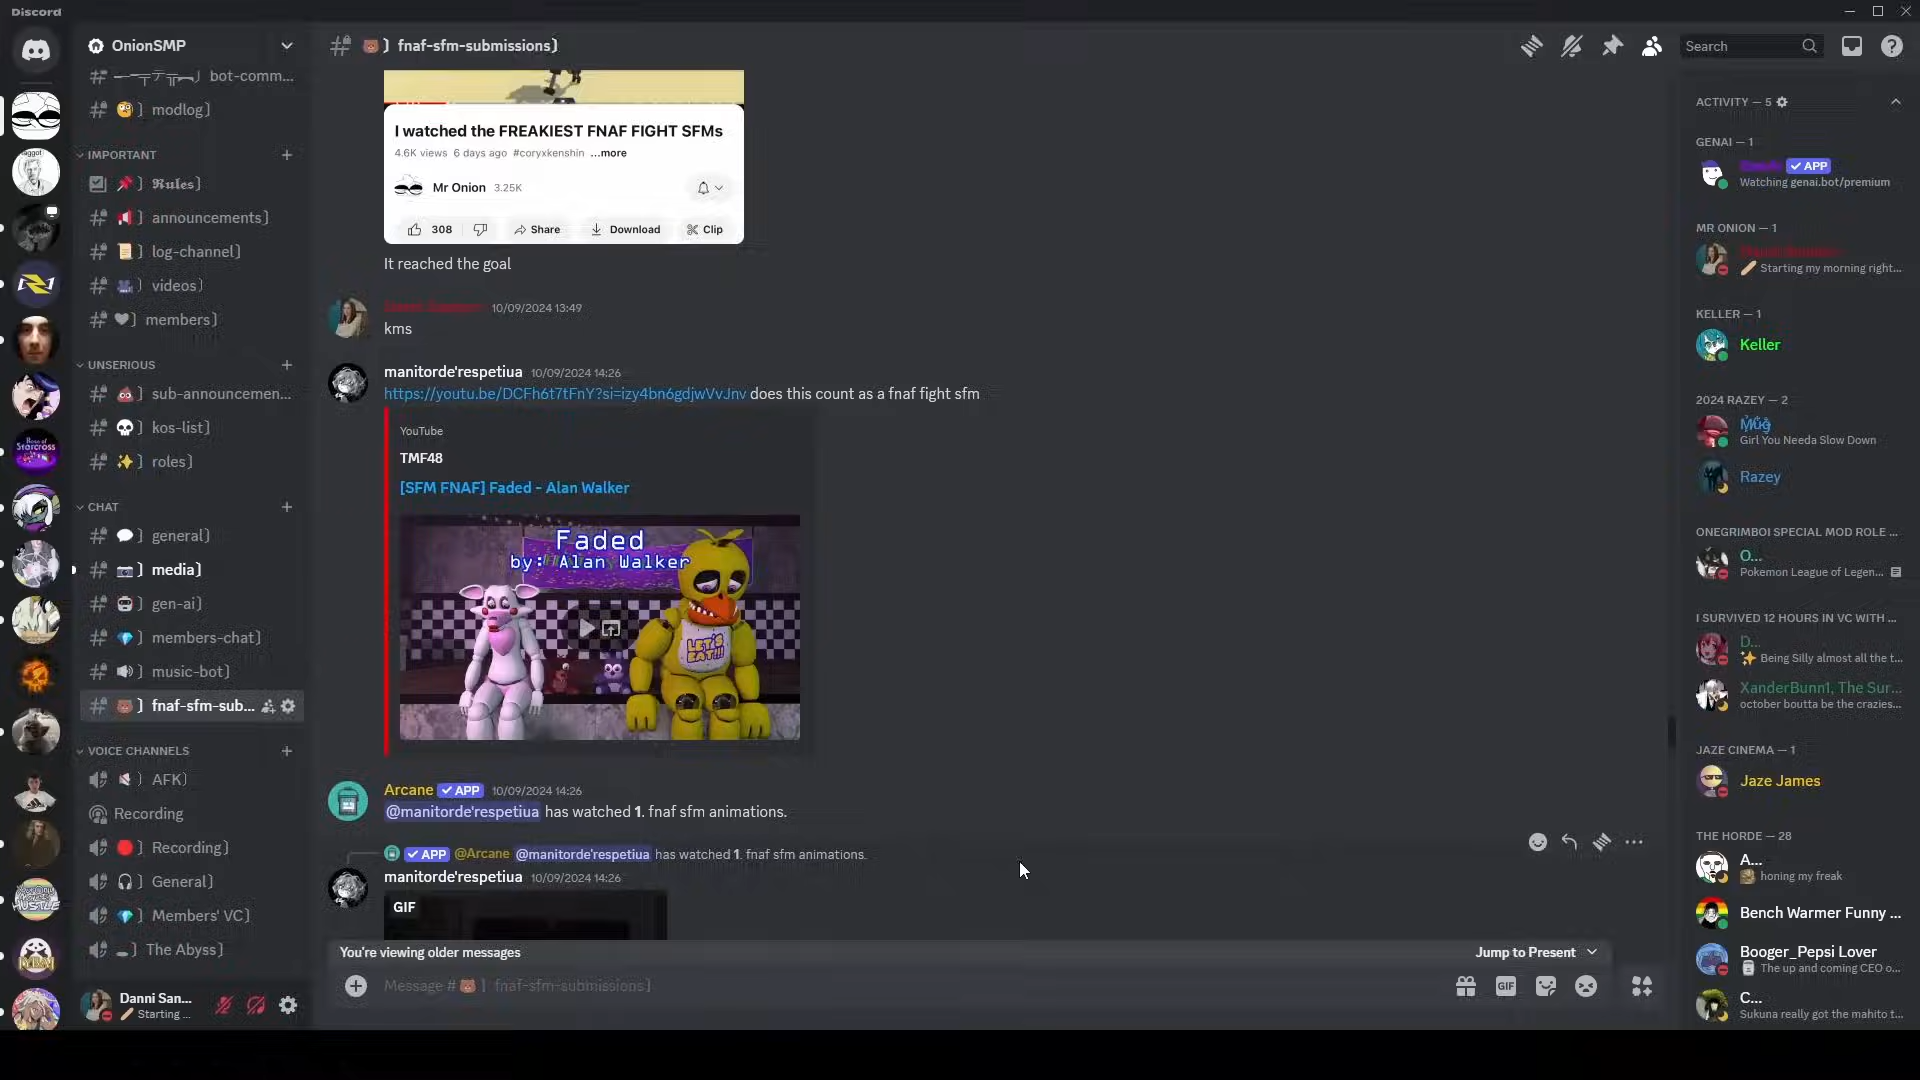 Discord
OnionSMP
bot-comm...
modlog]
IMPORTANT
𝕽𝖚𝖑𝖊𝖘]
announcements]
log-channel]
videos]
members]
UNSERIOUS
sub-announcemen...
kos-list]
roles]
CHAT
general]
media]
gen-ai]
members-chat]
music-bot]
fnaf-sfm-sub...
VOICE CHANNELS
AFK]
Recording
Recording]
General]
Members' VC]
The Abyss]
Danni San...
Starting ...
fnaf-sfm-submissions]
Search
I watched the FREAKIEST FNAF FIGHT SFMs
4.6K views 6 days ago #coryxkenshin ...more
Mr Onion 3.25K
308 Share Download Clip
It reached the goal
10/09/2024 13:49
kms
manitorde'respetiua 10/09/2024 14:26
https://youtu.be/DCFh6t7tFnY?si=izy4bn6gdjwVvJnv does this count as a fnaf fight sfm
YouTube
TMF48
[SFM FNAF] Faded - Alan Walker
Faded
by: Alan Walker
LET'S
EAT!!!
Arcane APP 10/09/2024 14:26
@manitorde'respetiua has watched 1. fnaf sfm animations.
APP @Arcane @manitorde'respetiua has watched 1. fnaf sfm animations.
manitorde'respetiua 10/09/2024 14:26
GIF
You're viewing older messages
Jump to Present
Message # fnaf-sfm-submissions]
GIF
ACTIVITY — 5
GENAI — 1
APP
Watching genai.bot/premium
MR ONION — 1
Starting my morning right...
KELLER — 1
Keller
2024 RAZEY — 2
Girl You Needa Slow Down
Razey
ONEGRIMBOI SPECIAL MOD ROLE ...
O...
Pokemon League of Legen...
I SURVIVED 12 HOURS IN VC WITH ...
D...
Being Silly almost all the t...
XanderBunn1, The Sur...
october boutta be the crazies...
JAZE CINEMA — 1
Jaze James
THE HORDE — 28
A...
honing my freak
Bench Warmer Funny ...
Booger_Pepsi Lover
The up and coming CEO o...
C...
Sukuna really got the mahito t...